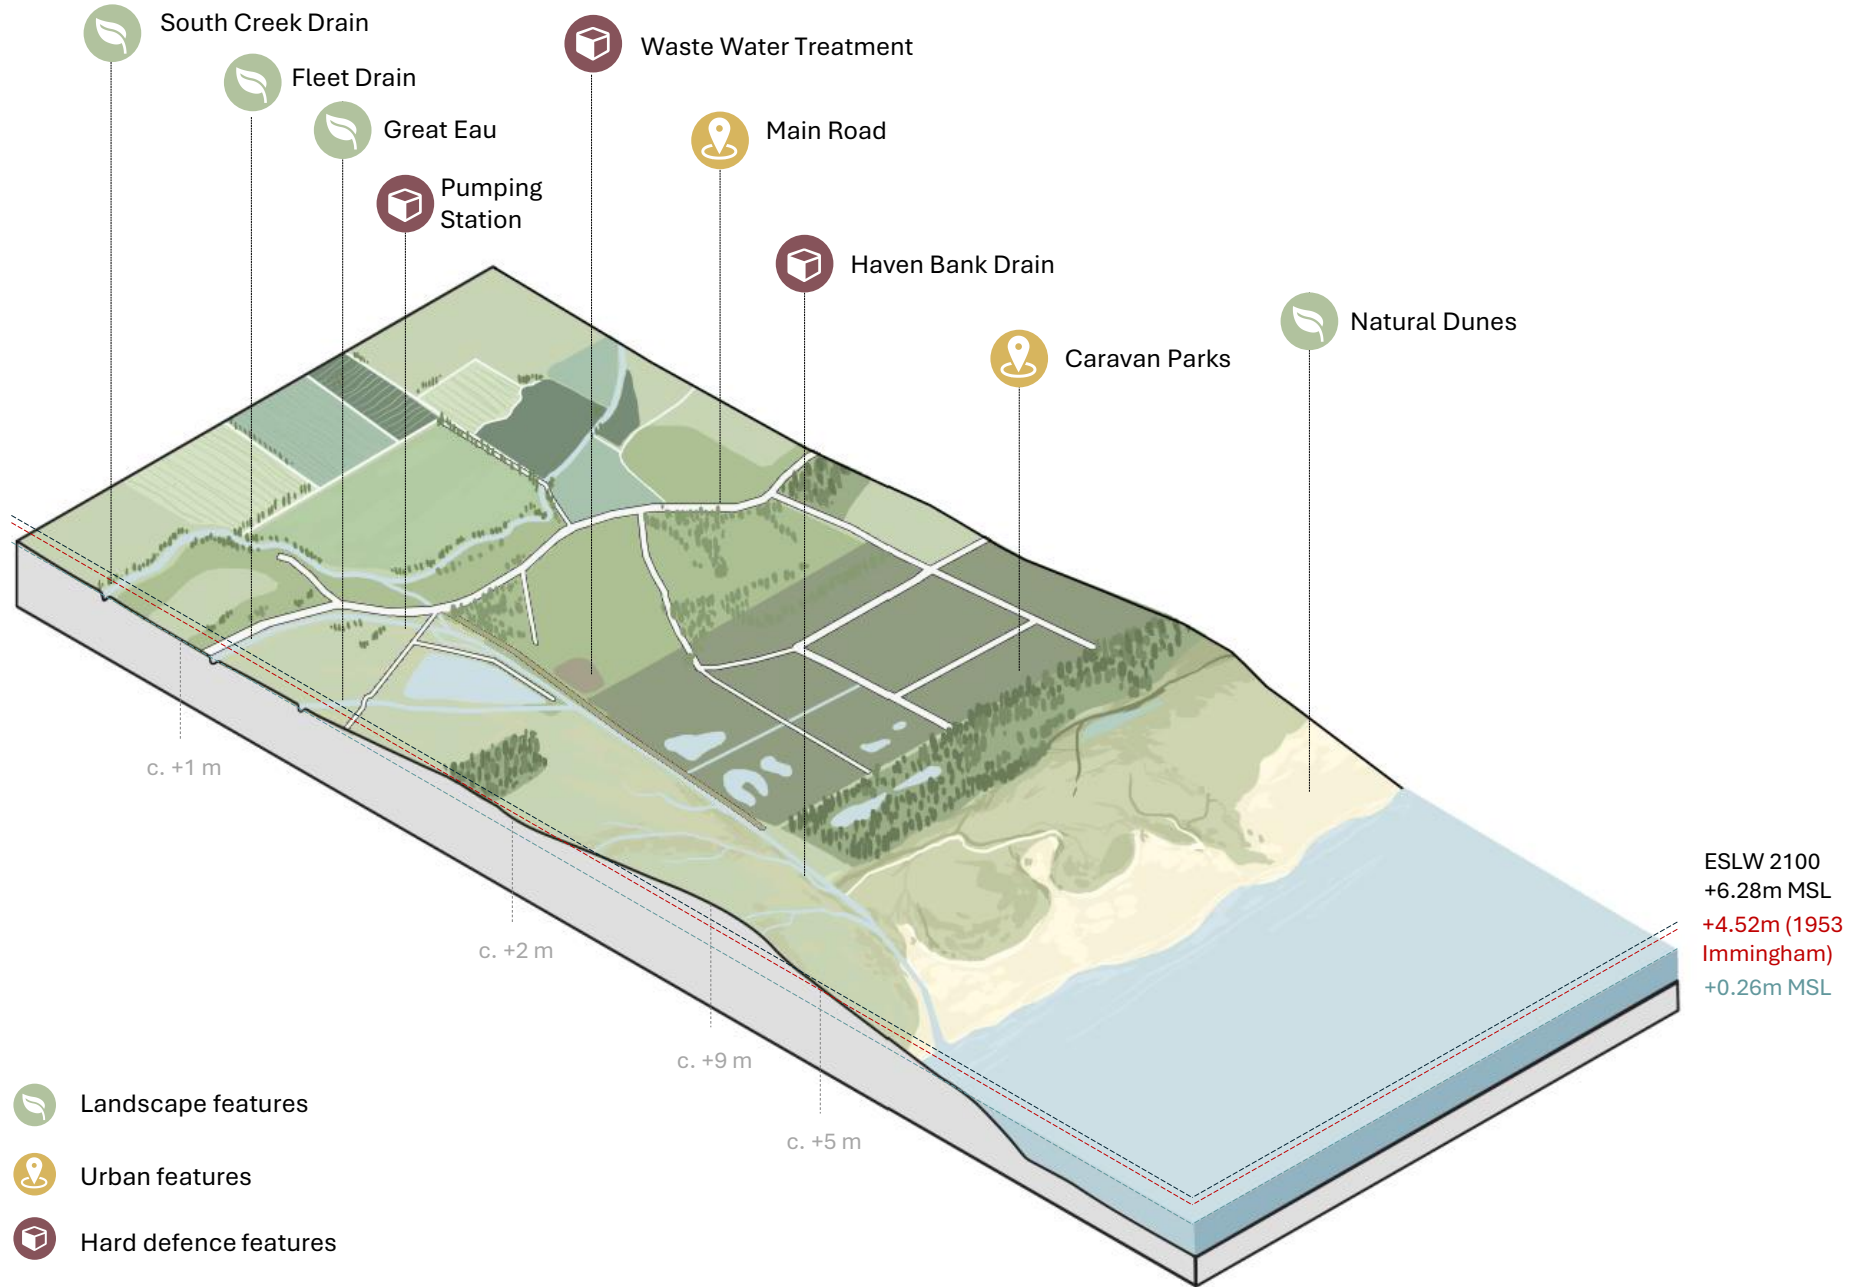 South Creek Drain
Fleet Drain
Great Eau
Pumping
Station
Waste Water Treatment
Main Road
Haven Bank Drain
Caravan Parks
Natural Dunes
c. +1 m
c. +2 m
c. +9 m
c. +5 m
ESLW 2100
+6.28m MSL
+4.52m (1953
Immingham)
+0.26m MSL
Landscape features
Urban features
Hard defence features